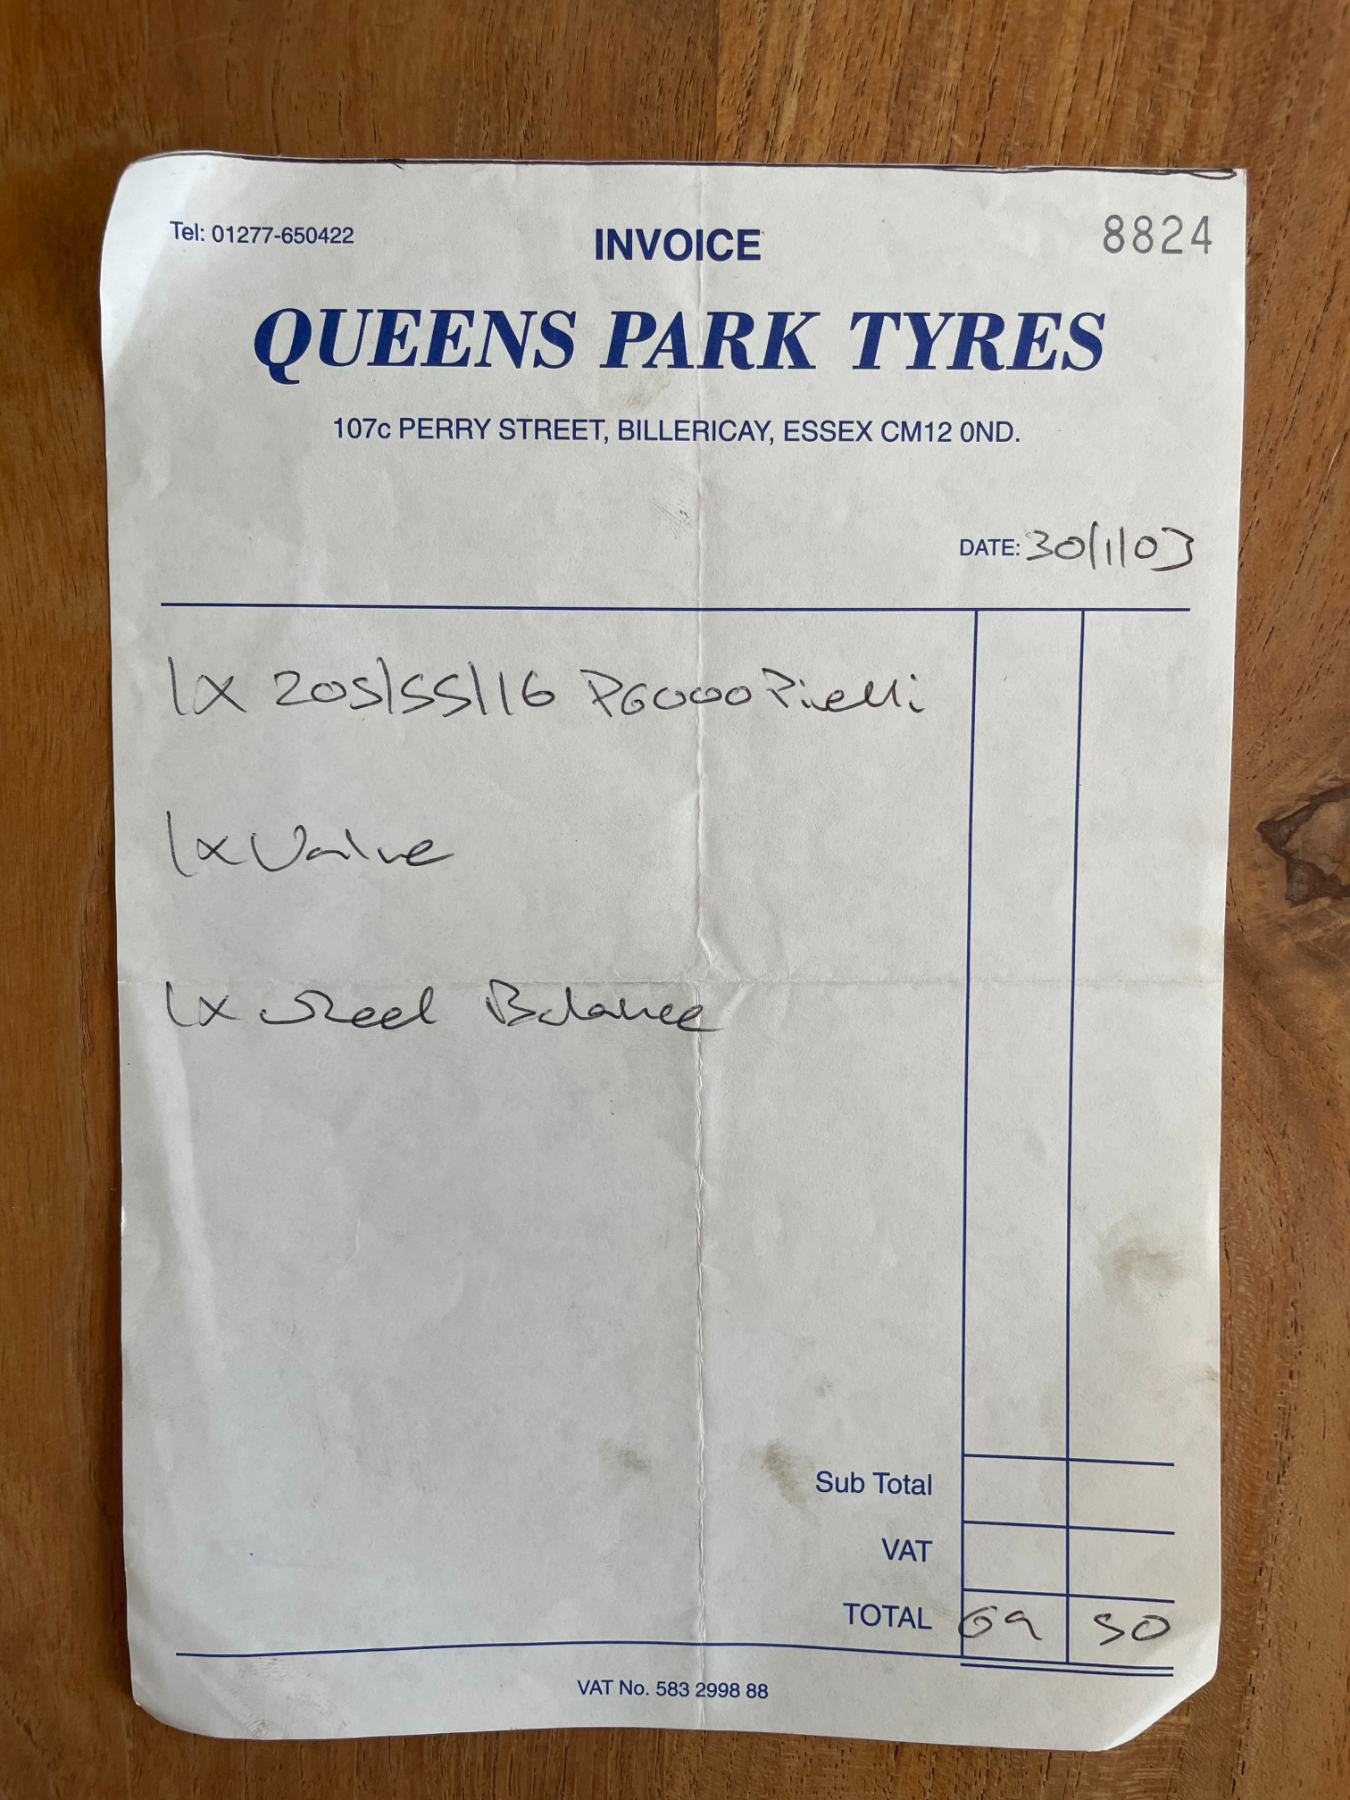 Tel: 01277-650422
INVOICE
8824
QUEENS PARK TYRES
107c PERRY STREET, BILLERICAY, ESSEX CM12 0ND.
DATE: 30/1/03
1x 205/55/16 P6000 Pirelli
1x Valve
1x Steel Balance
Sub Total
VAT
TOTAL 69 50
VAT No. 583 2998 88